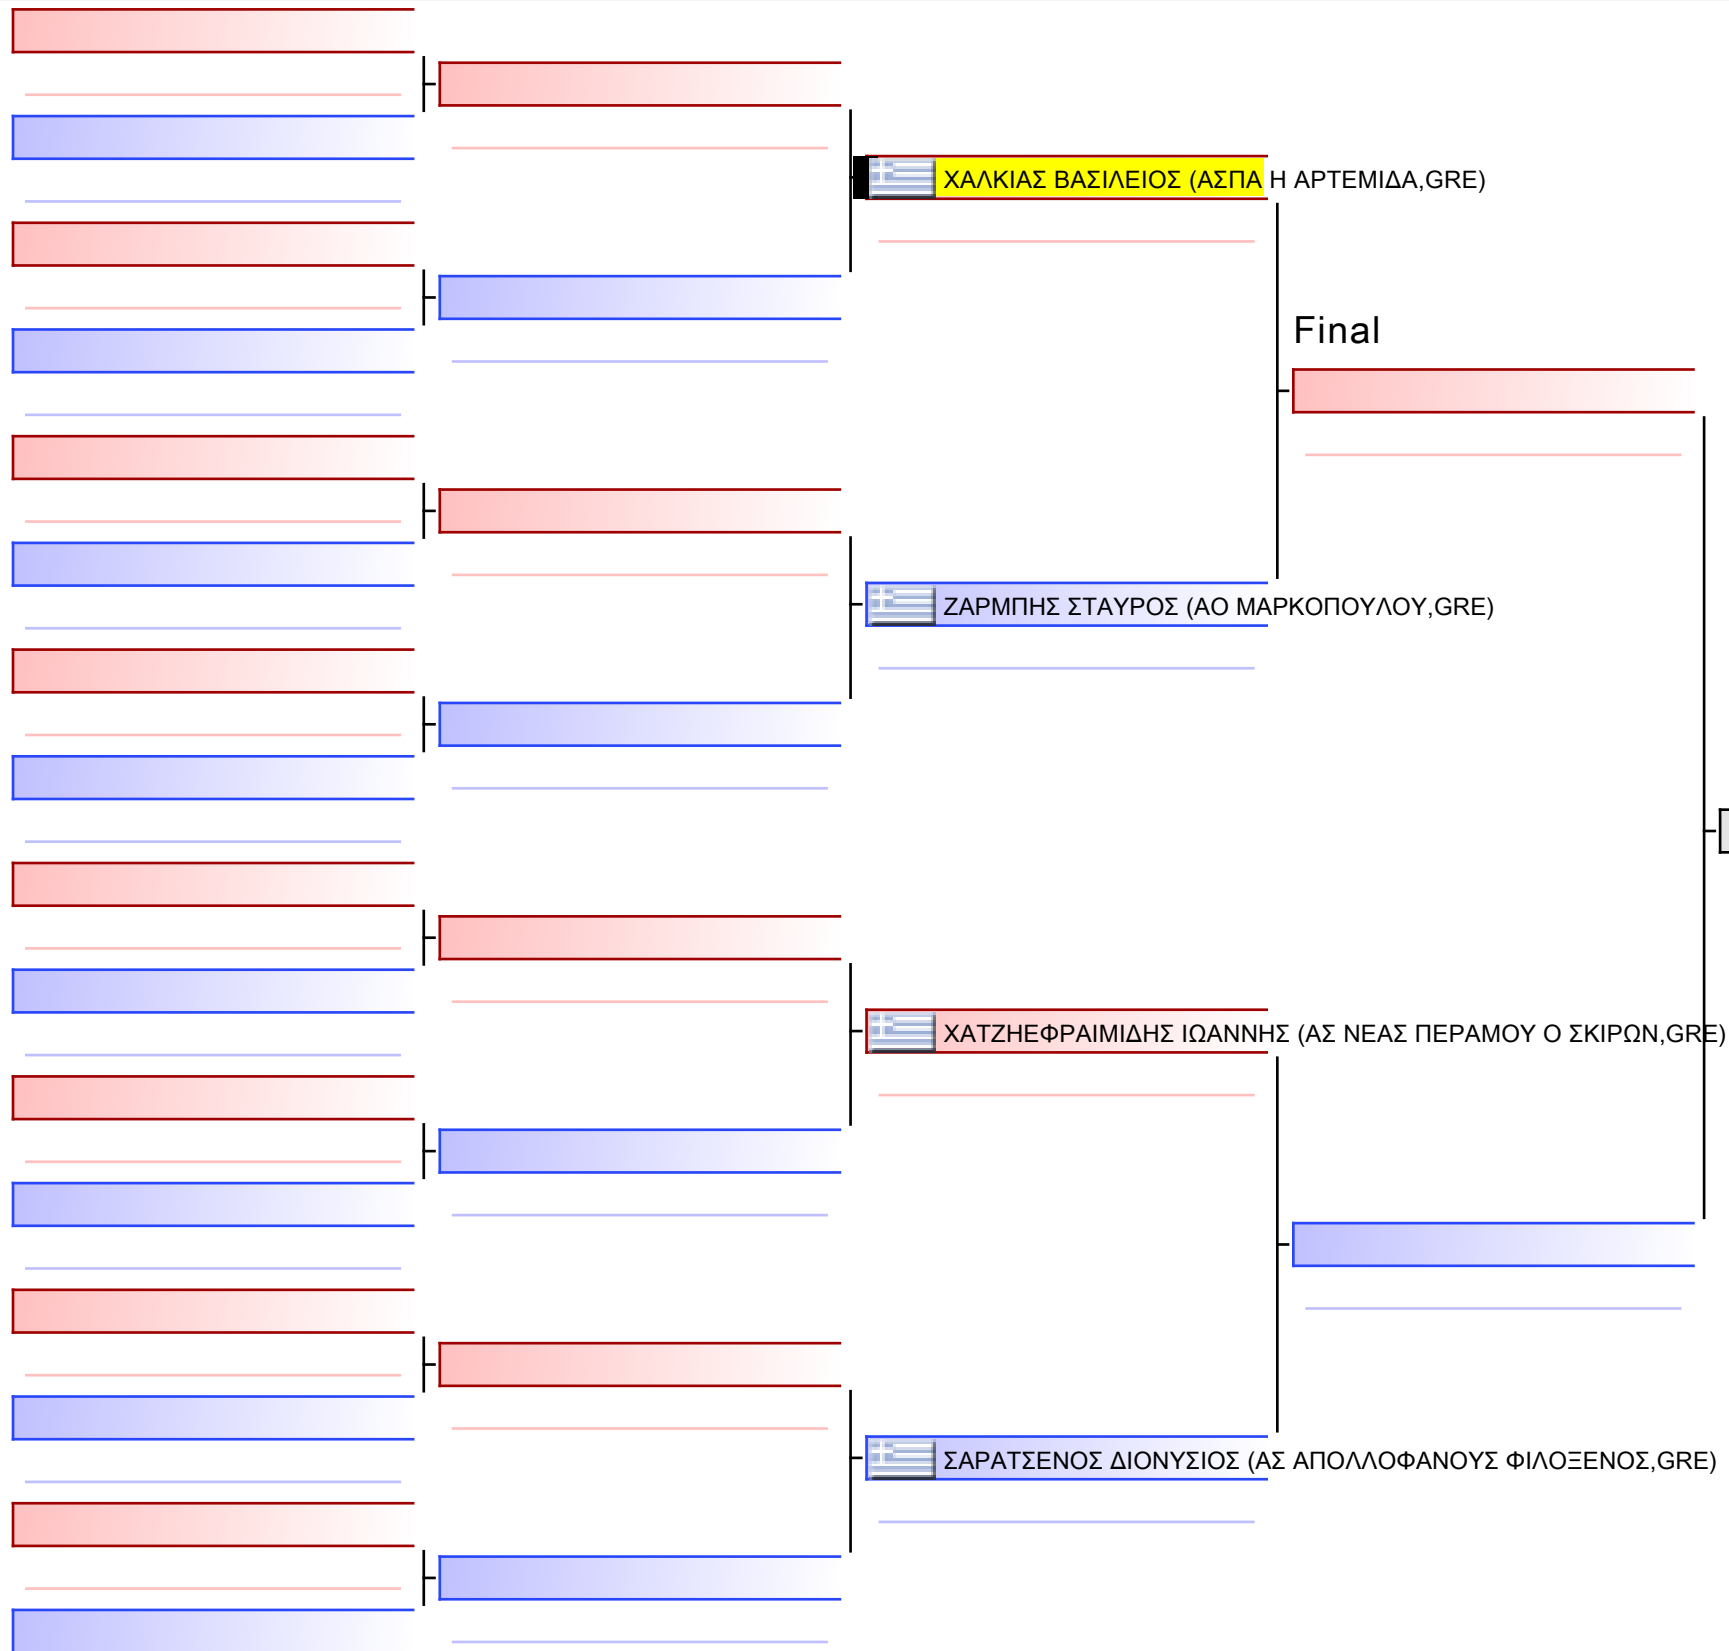 ΧΑΛΚΙΑΣ ΒΑΣΙΛΕΙΟΣ (ΑΣΠΑ Η ΑΡΤΕΜΙΔΑ,GRE)
Final
ΖΑΡΜΠΗΣ ΣΤΑΥΡΟΣ (ΑΟ ΜΑΡΚΟΠΟΥΛΟΥ,GRE)
ΧΑΤΖΗΕΦΡΑΙΜΙΔΗΣ ΙΩΑΝΝΗΣ (ΑΣ ΝΕΑΣ ΠΕΡΑΜΟΥ Ο ΣΚΙΡΩΝ,GRE)
ΣΑΡΑΤΣΕΝΟΣ ΔΙΟΝΥΣΙΟΣ (ΑΣ ΑΠΟΛΛΟΦΑΝΟΥΣ ΦΙΛΟΞΕΝΟΣ,GRE)